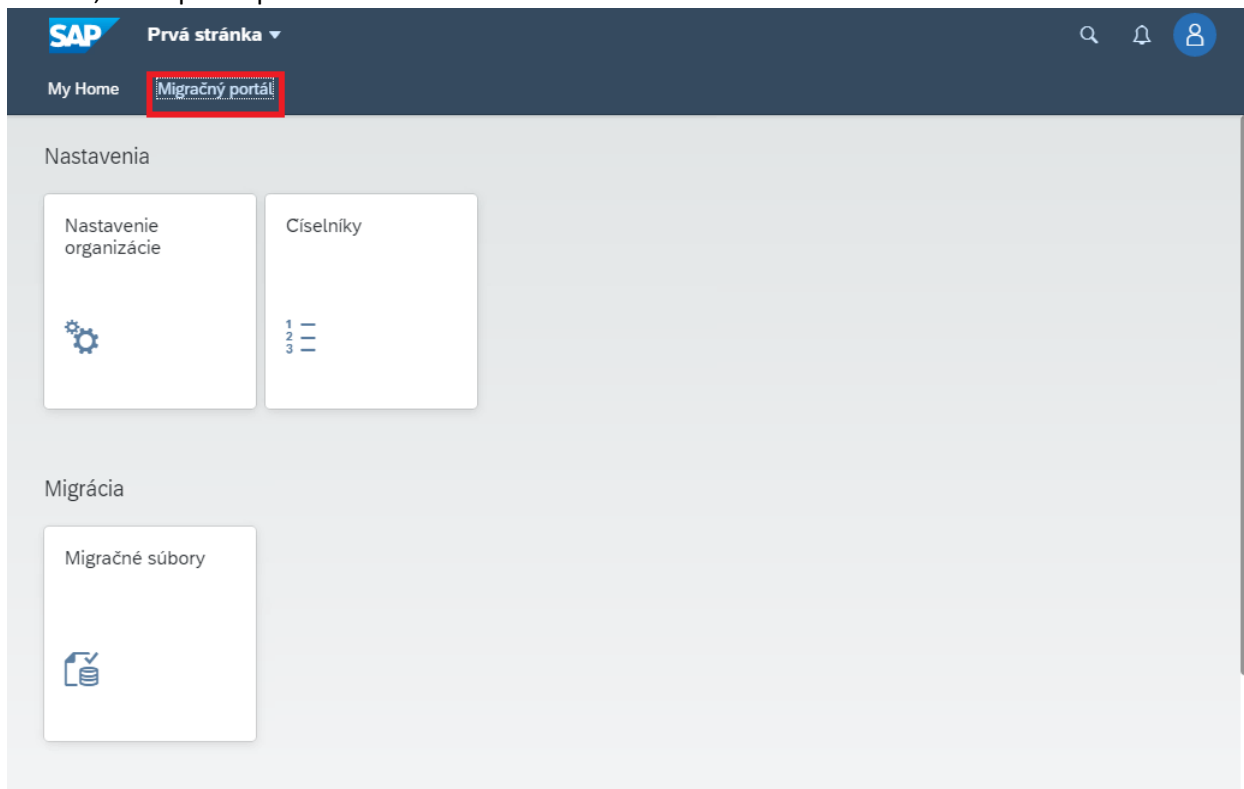 SAP Prvá stránka
My Home Migračný portál
Nastavenia
Nastavenie
organizácie
Číselníky
1
2
3
Migrácia
Migračné súbory